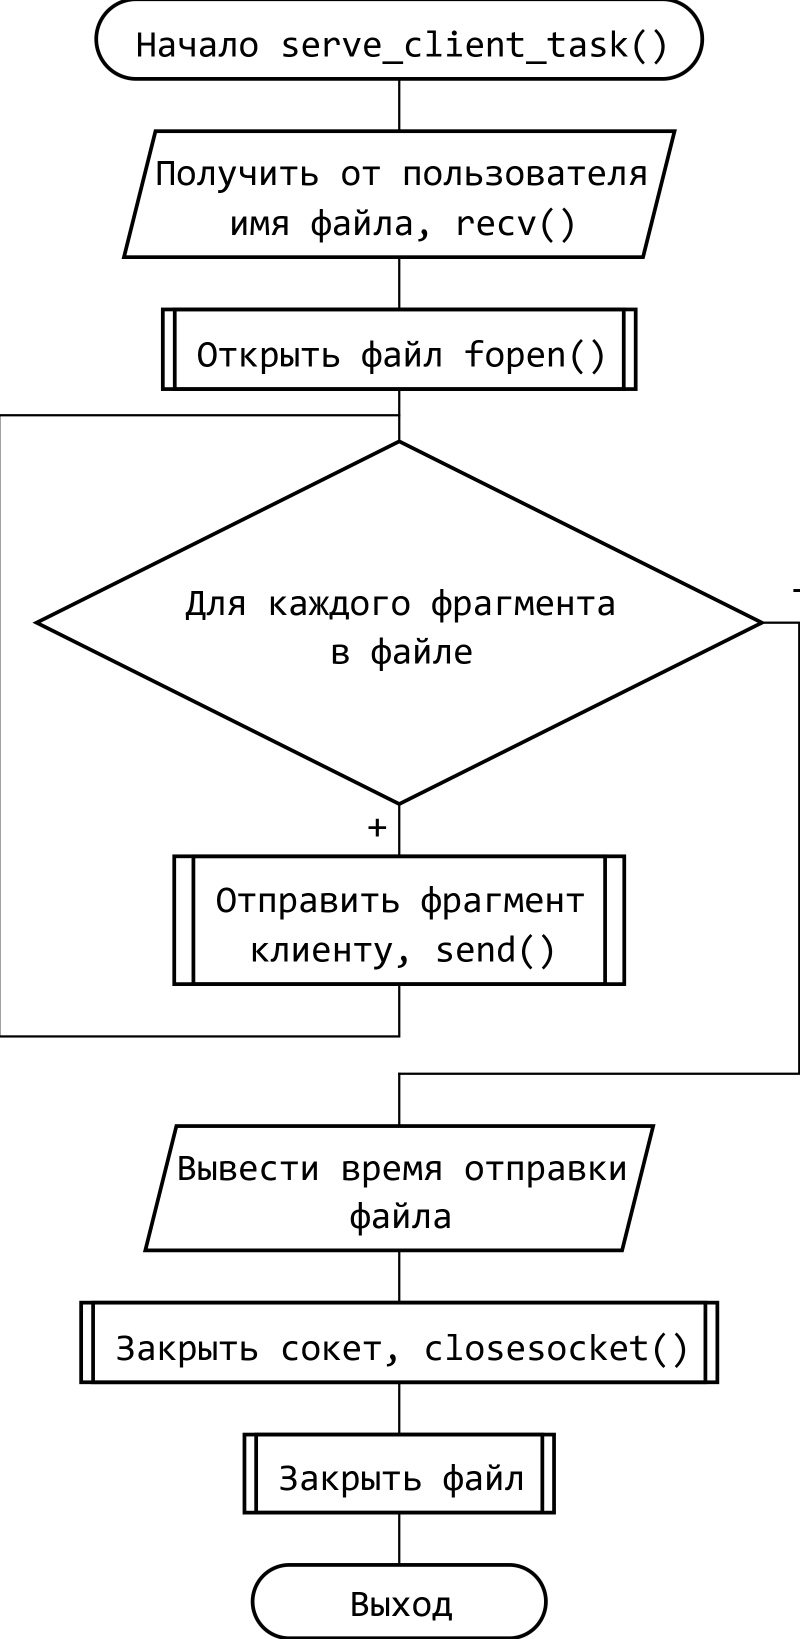 Начало serve_client_task()
Получить от пользователя
имя файла, recv()
Открыть файл fopen()
Для каждого фрагмента
в файле
-
+
Отправить фрагмент
клиенту, send()
Вывести время отправки
файла
Закрыть сокет, closesocket()
Закрыть файл
Выход